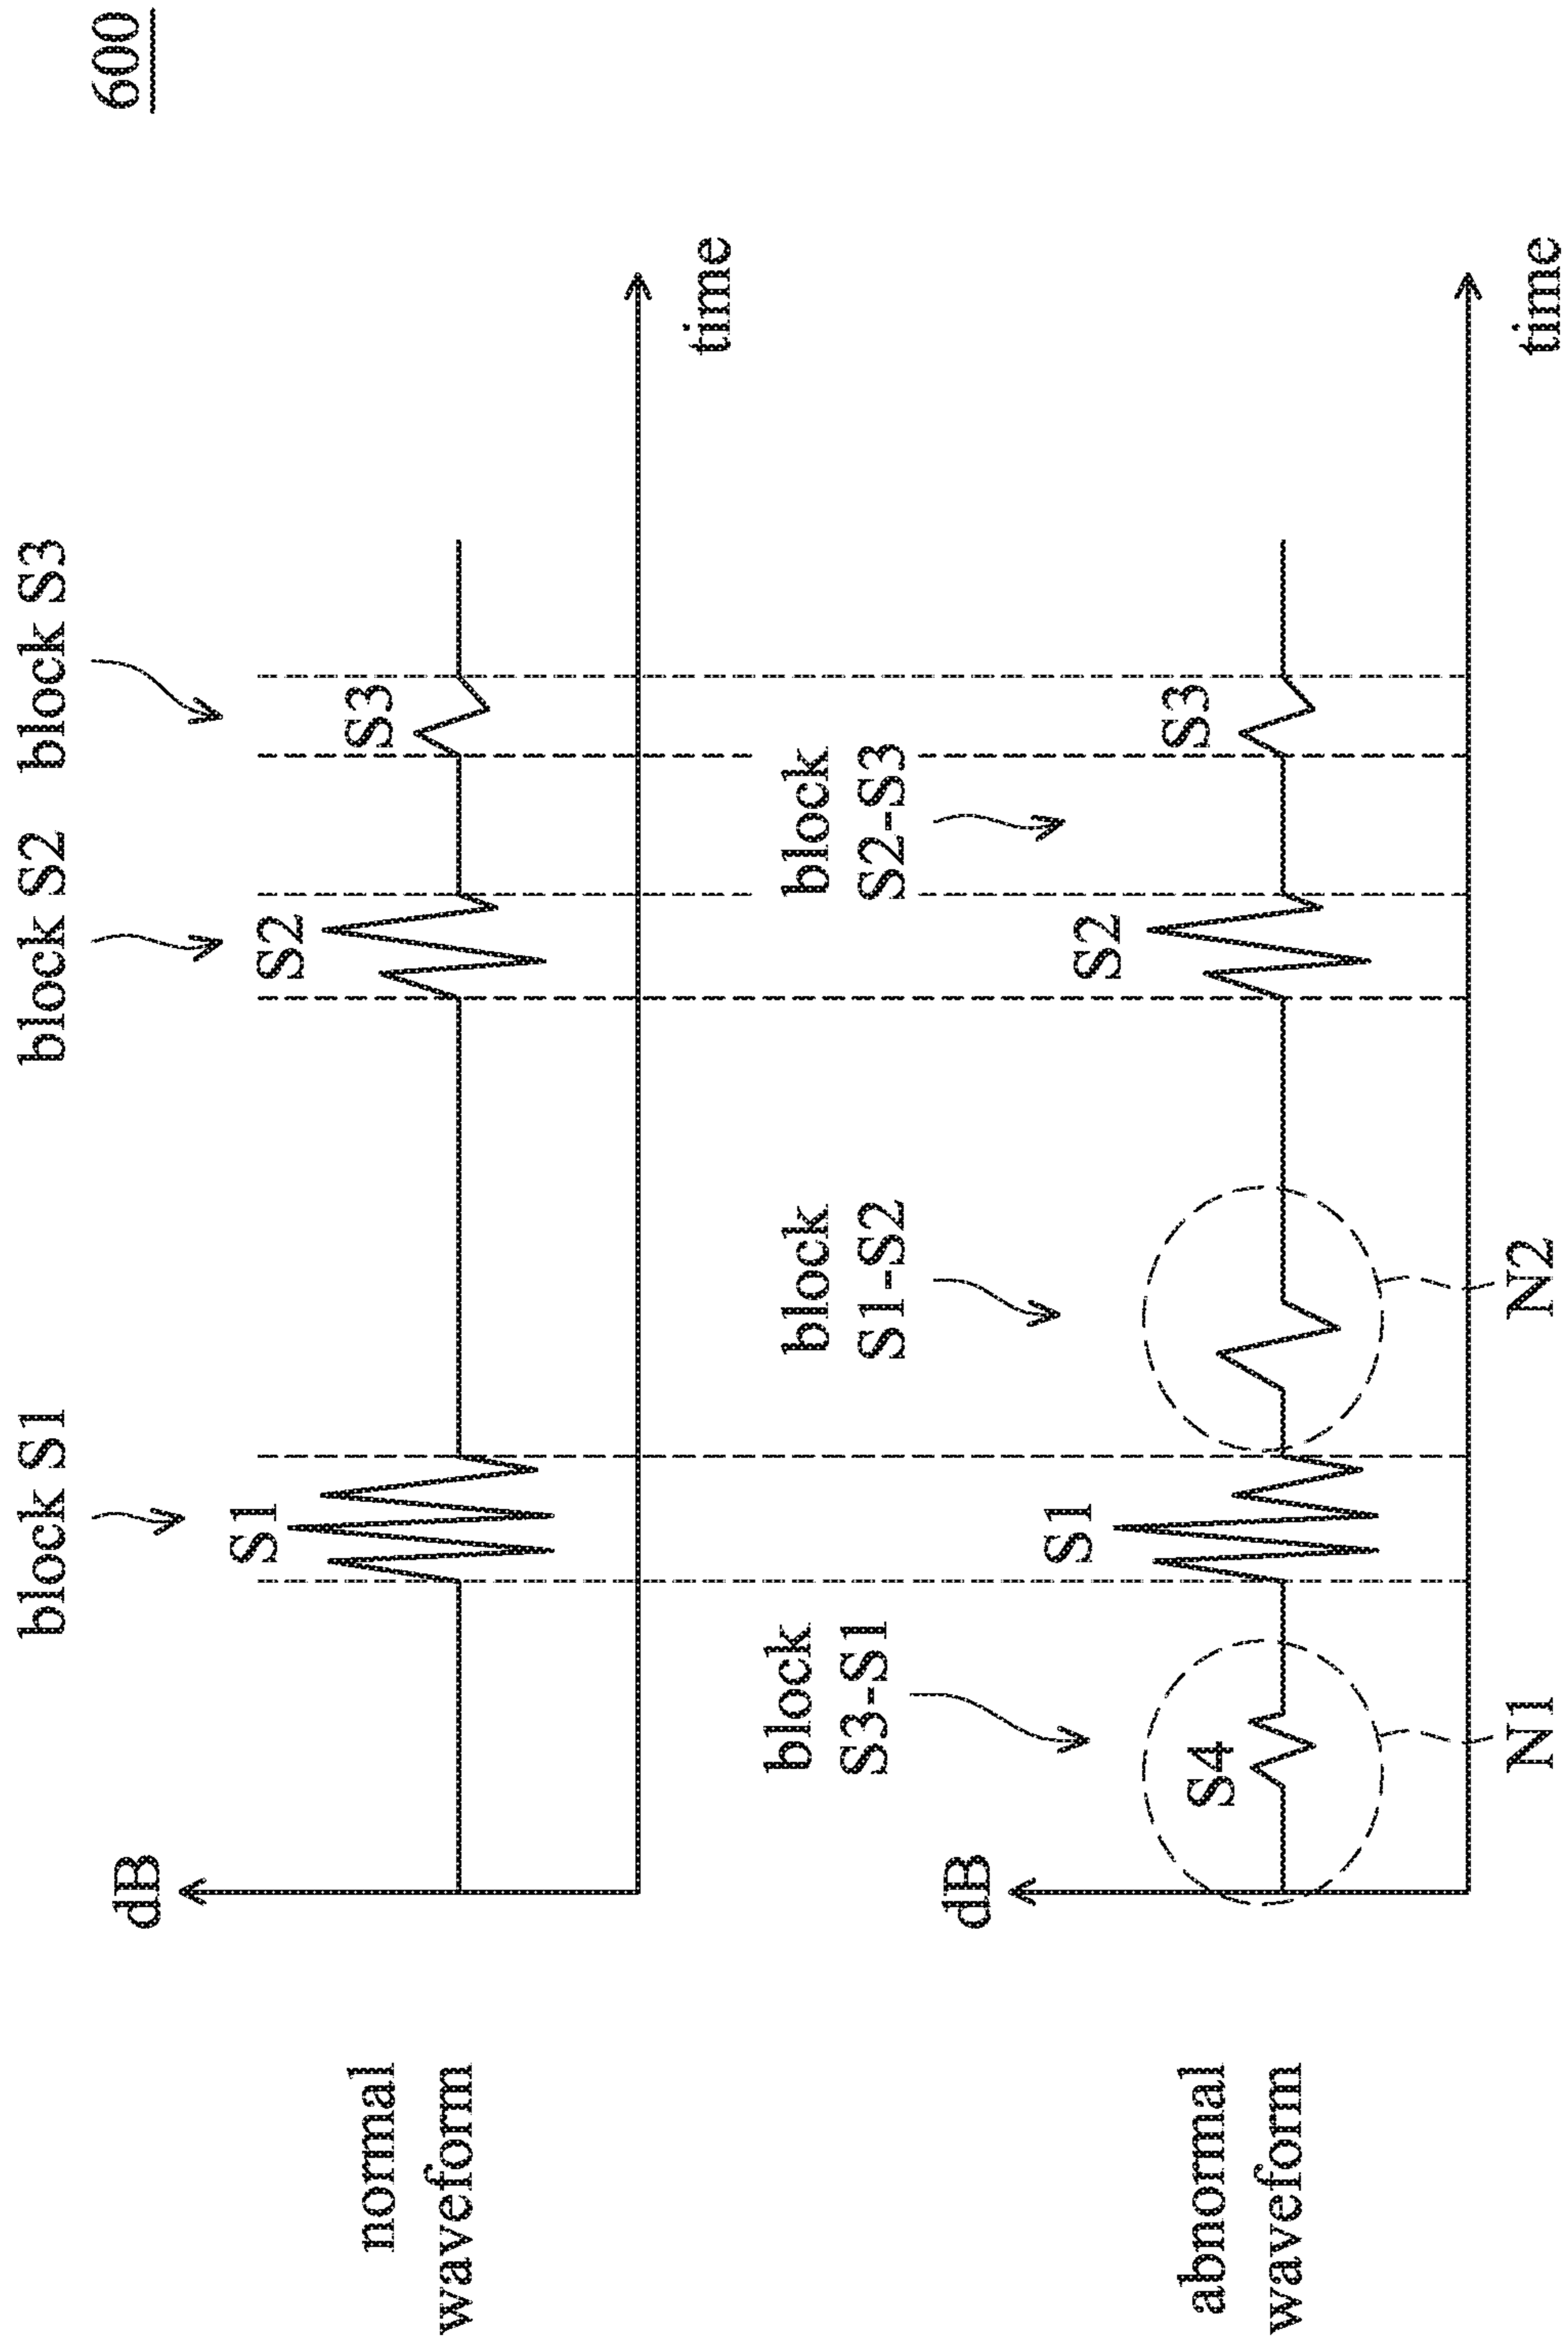 600
block S1
block S2
block S3
dB
S1
S2
S3
normal
waveform
time
block
S3-S1
block
S1-S2
block
S2-S3
dB
S4
S1
S2
S3
abnormal
waveform
N1
N2
time